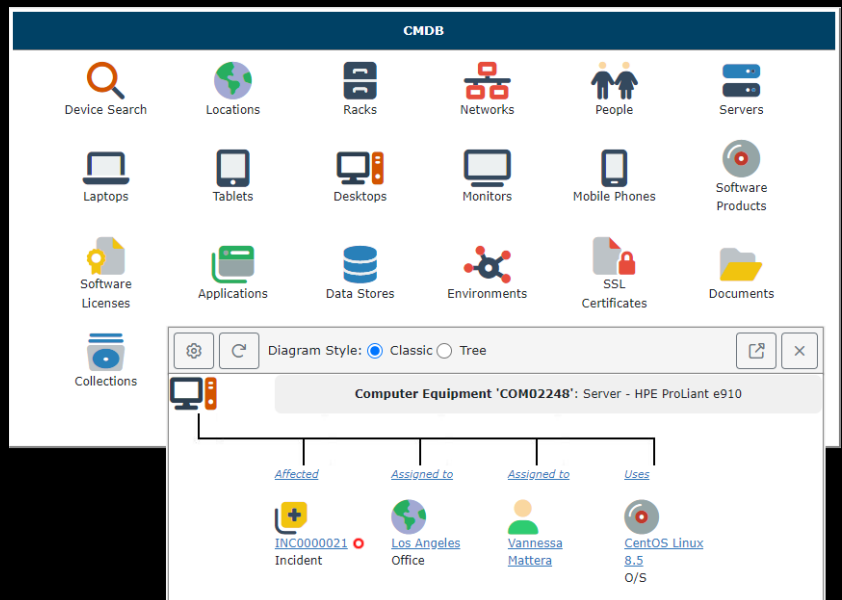 CMDB
Device Search
Locations
Racks
Networks
People
Servers
Laptops
Tablets
Desktops
Monitors
Mobile Phones
Software
Products
Software
Licenses
Applications
Data Stores
Environments
SSL
Certificates
Documents
Collections
Diagram Style: Classic Tree
Computer Equipment 'COM02248': Server - HPE ProLiant e910
Affected
Assigned to
Assigned to
Uses
INC0000021
Incident
Los Angeles
Office
Vannessa
Mattera
CentOS Linux
8.5
O/S